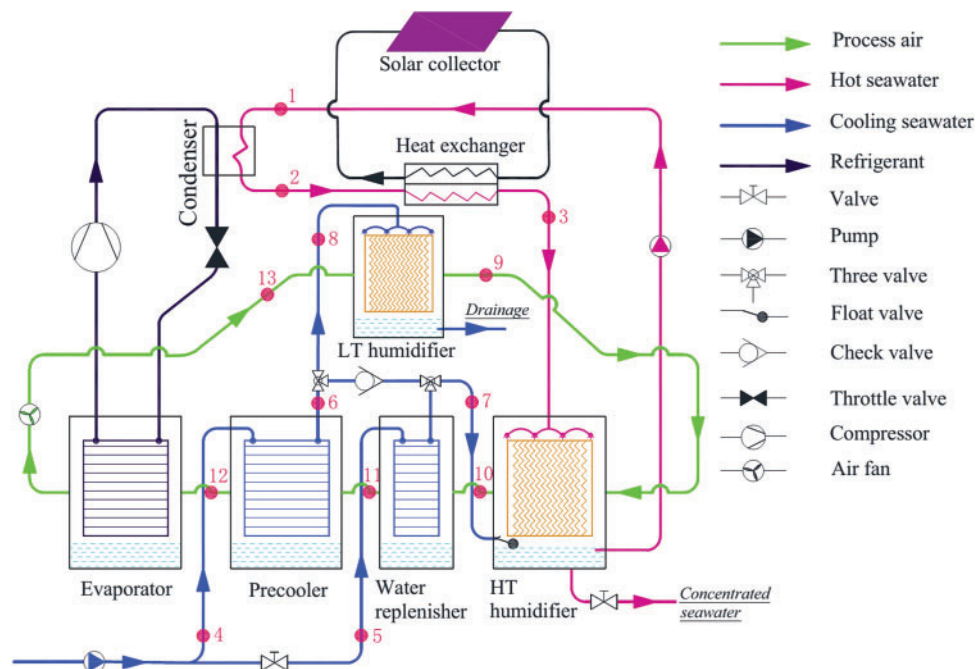 Solar collector
Process air
Hot seawater
Cooling seawater
Refrigerant
Valve
Pump
Three valve
Float valve
Check valve
Throttle valve
Compressor
Air fan
1
Condenser
Heat exchanger
2
3
8
9
13
Drainage
LT humidifier
6
7
12
11
10
Evaporator
Precooler
Water
replenisher
HT
humidifier
Concentrated
seawater
4
5